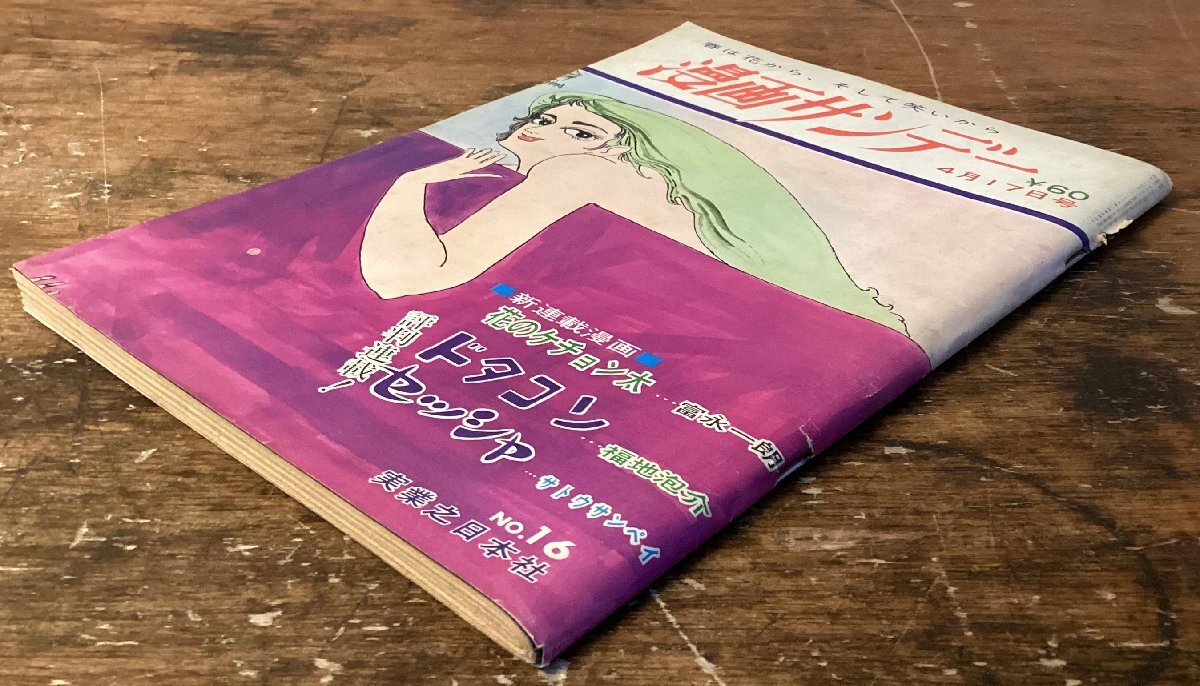 春は花から、そして笑いから
漫画サンデー
¥60
4月17日号
■新連載漫画■
花のケチョン太……富永一朗
ドタコン……福地泡介
評判連載!
セッシャ……サトウサンペイ
NO.16
実業之日本社